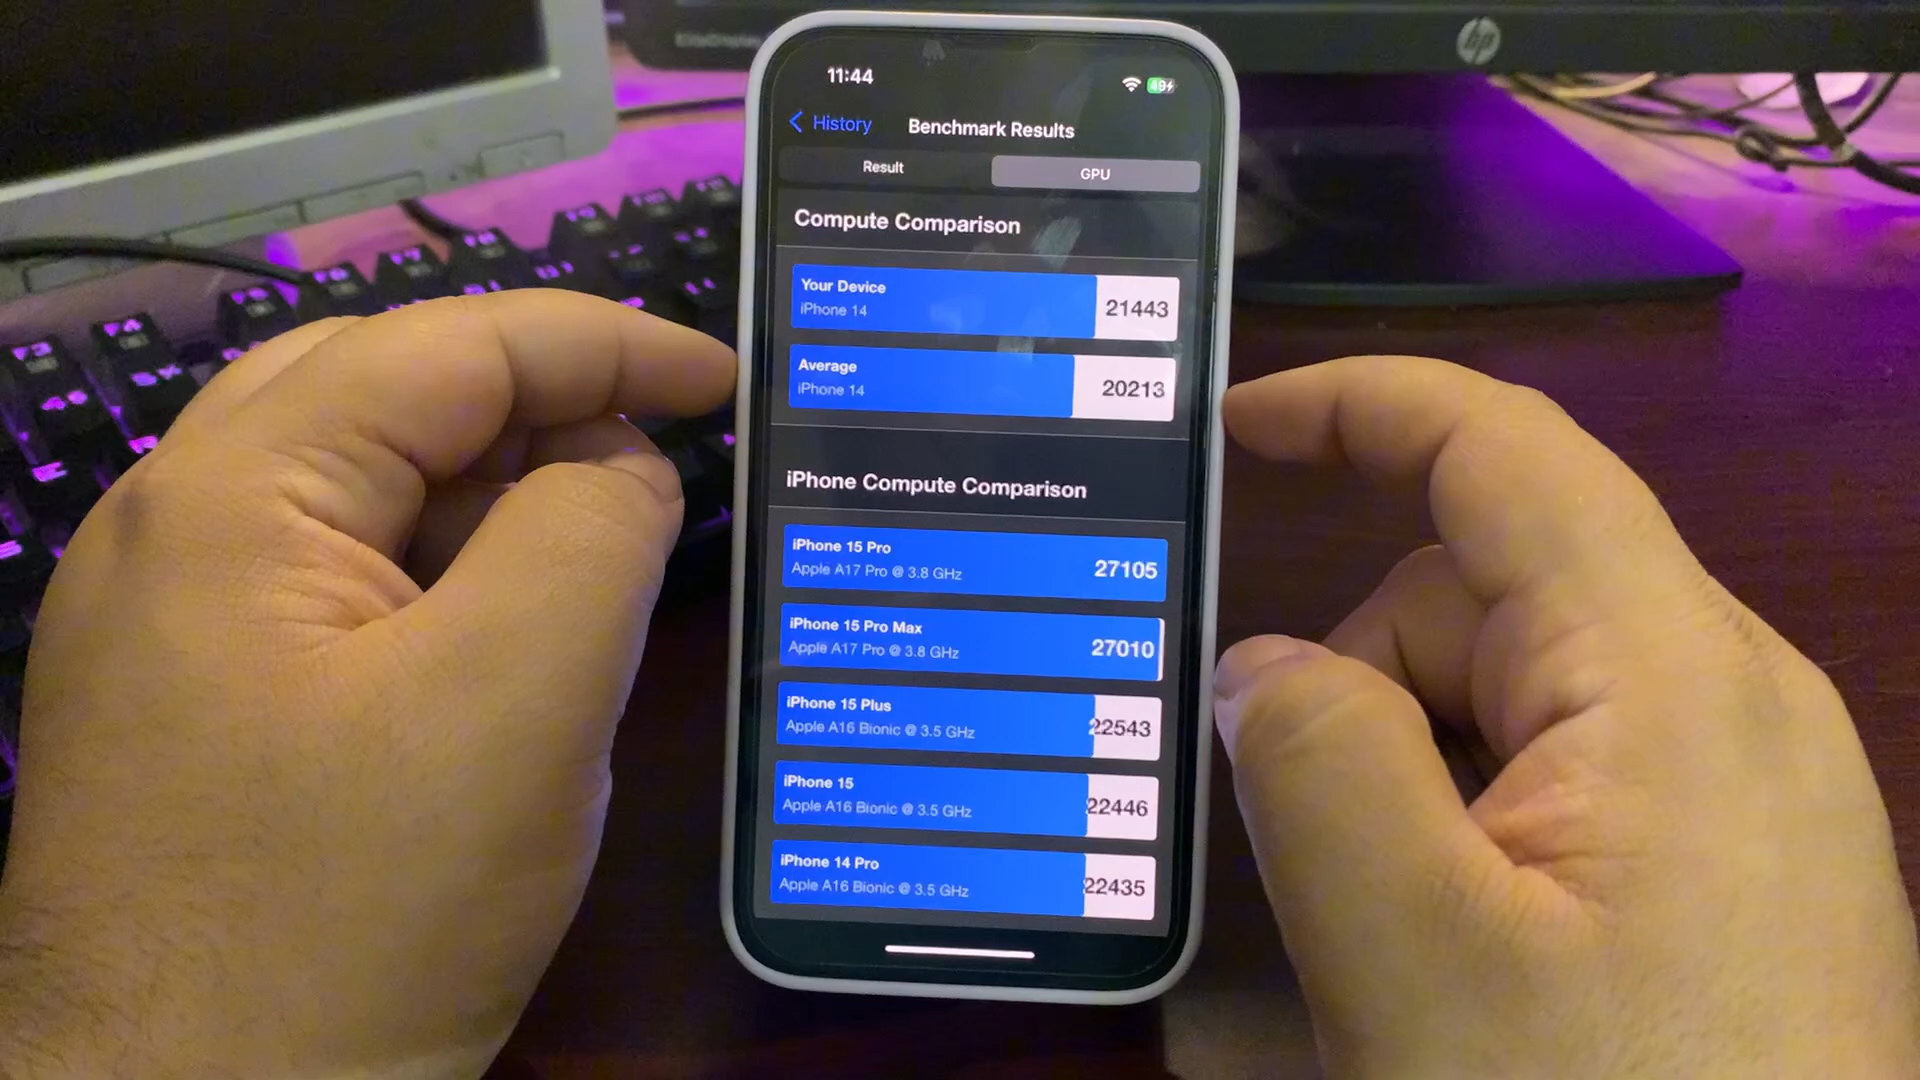 hp
11:44
49
History
Benchmark Results
Result
GPU
Compute Comparison
Your Device
iPhone 14
21443
Average
iPhone 14
20213
iPhone Compute Comparison
iPhone 15 Pro
Apple A17 Pro @ 3.8 GHz
27105
iPhone 15 Pro Max
Apple A17 Pro @ 3.8 GHz
27010
iPhone 15 Plus
Apple A16 Bionic @ 3.5 GHz
22543
iPhone 15
Apple A16 Bionic @ 3.5 GHz
22446
iPhone 14 Pro
Apple A16 Bionic @ 3.5 GHz
22435